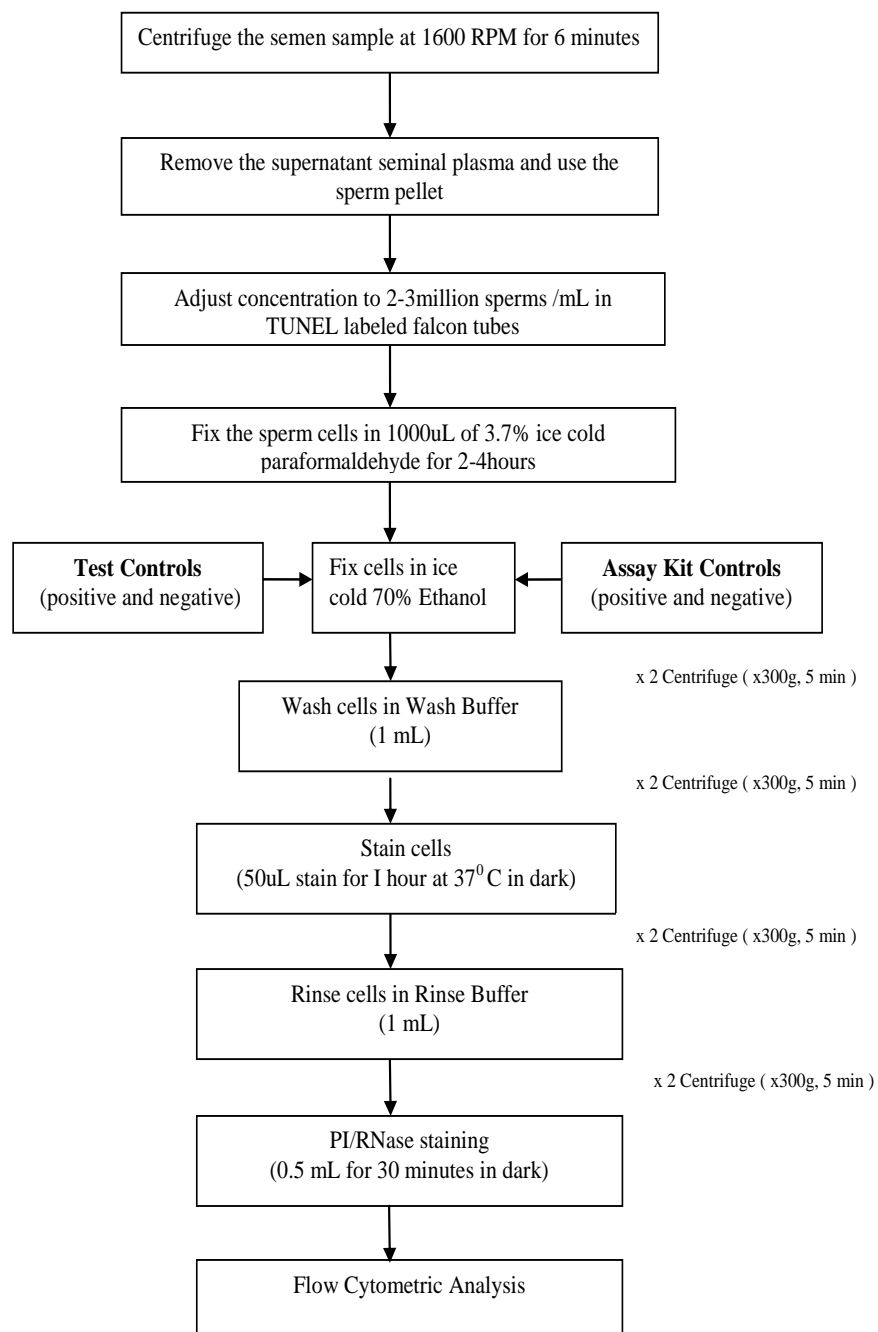 Centrifuge the semen sample at 1600 RPM for 6 minutes
Remove the supernatant seminal plasma and use the
sperm pellet
Adjust concentration to 2-3million sperms /mL in
TUNEL labeled falcon tubes
Fix the sperm cells in 1000uL of 3.7% ice cold
paraformaldehyde for 2-4hours
Test Controls
(positive and negative)
Fix cells in ice
cold 70% Ethanol
Assay Kit Controls
(positive and negative)
x 2 Centrifuge ( x300g, 5 min )
Wash cells in Wash Buffer
(1 mL)
x 2 Centrifuge ( x300g, 5 min )
Stain cells
(50uL stain for I hour at 37⁰ C in dark)
x 2 Centrifuge ( x300g, 5 min )
Rinse cells in Rinse Buffer
(1 mL)
x 2 Centrifuge ( x300g, 5 min )
PI/RNase staining
(0.5 mL for 30 minutes in dark)
Flow Cytometric Analysis